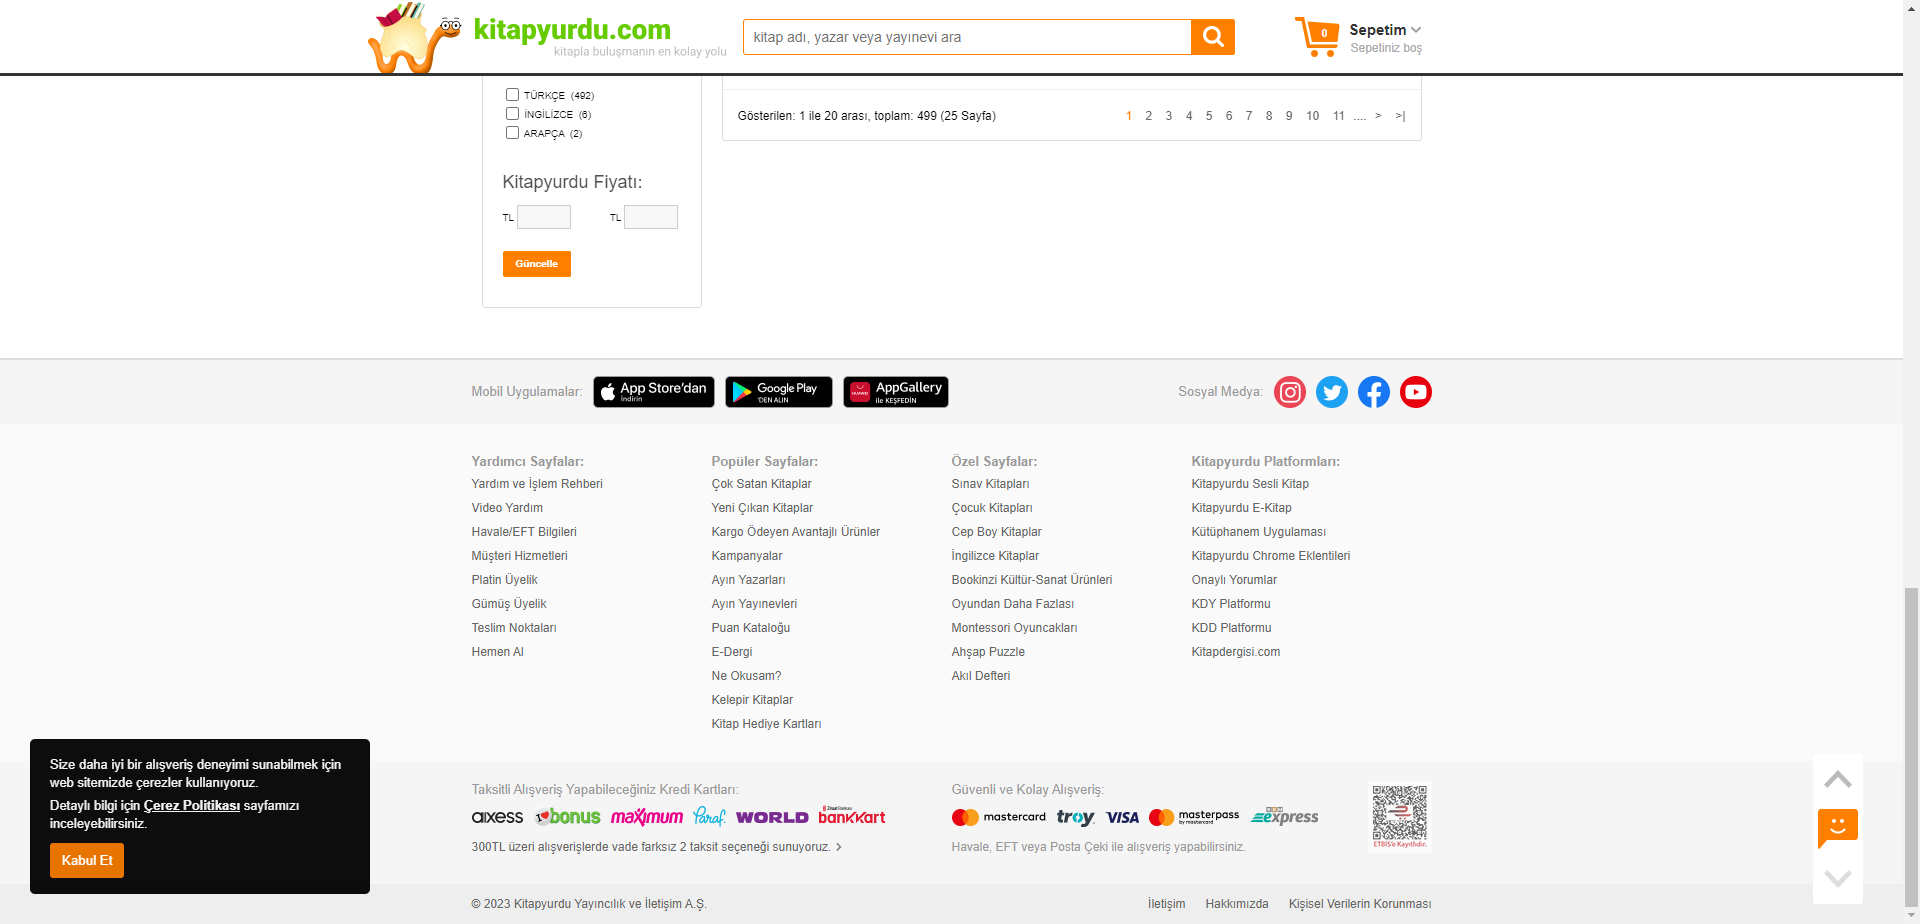 kitapyurdu.com
kitapla buluşmanın en kolay yolu
kitap adı, yazar veya yayınevi ara
0
Sepetim
Sepetiniz boş
TÜRKÇE (492)
İNGİLİZCE (6)
ARAPÇA (2)
Kitapyurdu Fiyatı:
TL
TL
Güncelle
Gösterilen: 1 ile 20 arası, toplam: 499 (25 Sayfa)
1 2 3 4 5 6 7 8 9 10 11 .... > >|
Mobil Uygulamalar:
App Store'dan
İndirin
Google Play
'DEN ALIN
HUAWEI
AppGallery
ile KEŞFEDİN
Sosyal Medya:
Yardımcı Sayfalar:
Yardım ve İşlem Rehberi
Video Yardım
Havale/EFT Bilgileri
Müşteri Hizmetleri
Platin Üyelik
Gümüş Üyelik
Teslim Noktaları
Hemen Al
Popüler Sayfalar:
Çok Satan Kitaplar
Yeni Çıkan Kitaplar
Kargo Ödeyen Avantajlı Ürünler
Kampanyalar
Ayın Yazarları
Ayın Yayınevleri
Puan Kataloğu
E-Dergi
Ne Okusam?
Kelepir Kitaplar
Kitap Hediye Kartları
Özel Sayfalar:
Sınav Kitapları
Çocuk Kitapları
Cep Boy Kitaplar
İngilizce Kitaplar
Bookinzi Kültür-Sanat Ürünleri
Oyundan Daha Fazlası
Montessori Oyuncakları
Ahşap Puzzle
Akıl Defteri
Kitapyurdu Platformları:
Kitapyurdu Sesli Kitap
Kitapyurdu E-Kitap
Kütüphanem Uygulaması
Kitapyurdu Chrome Eklentileri
Onaylı Yorumlar
KDY Platformu
KDD Platformu
Kitapdergisi.com
Size daha iyi bir alışveriş deneyimi sunabilmek için
web sitemizde çerezler kullanıyoruz.
Detaylı bilgi için Çerez Politikası sayfamızı
inceleyebilirsiniz.
Kabul Et
Taksitli Alışveriş Yapabileceğiniz Kredi Kartları:
axess bonus maximum Paraf WORLD bankkart
300TL üzeri alışverişlerde vade farksız 2 taksit seçeneği sunuyoruz. >
Güvenli ve Kolay Alışveriş:
mastercard troy VISA masterpass by mastercard express
Havale, EFT veya Posta Çeki ile alışveriş yapabilirsiniz.
ETBİS'e Kayıtlıdır.
© 2023 Kitapyurdu Yayıncılık ve İletişim A.Ş.
İletişim
Hakkımızda
Kişisel Verilerin Korunması